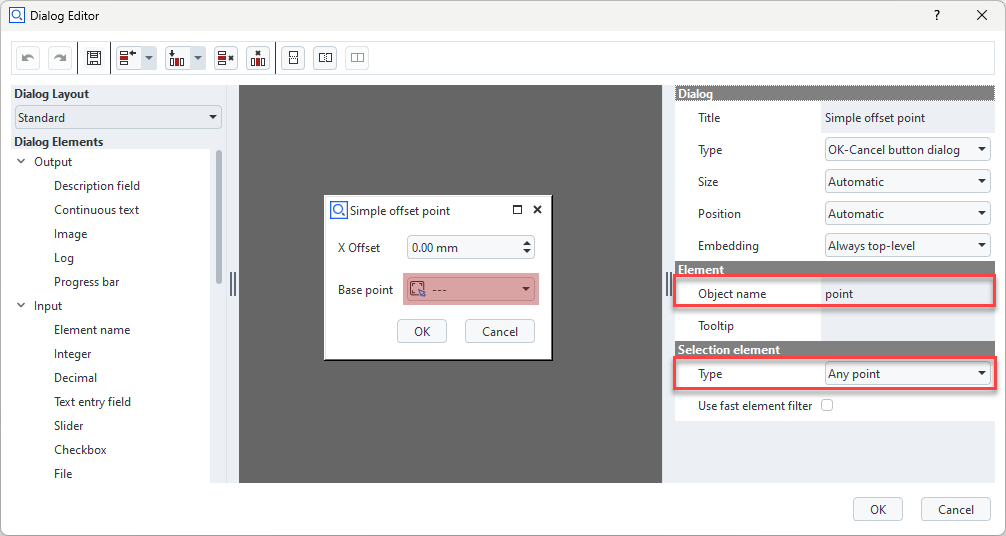 Dialog Editor
?
Dialog Layout
Standard
Dialog Elements
Output
Description field
Continuous text
Image
Log
Progress bar
Input
Element name
Integer
Decimal
Text entry field
Slider
Checkbox
File
Simple offset point
X Offset 0.00 mm
Base point ---
OK Cancel
Dialog
Title Simple offset point
Type OK-Cancel button dialog
Size Automatic
Position Automatic
Embedding Always top-level
Element
Object name point
Tooltip
Selection element
Type Any point
Use fast element filter
OK Cancel